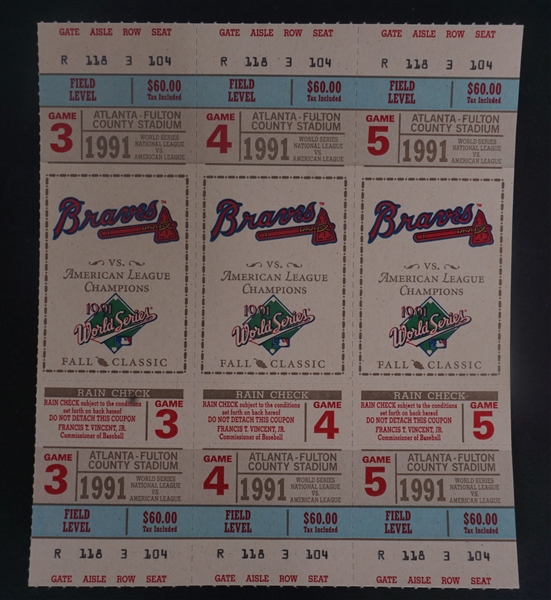 GATE AISLE ROW SEAT GATE AISLE ROW SEAT GATE AISLE ROW SEAT
R 118 3 104 R 118 3 104 R 118 3 104
FIELD LEVEL $60.00 Tax Included FIELD LEVEL $60.00 Tax Included FIELD LEVEL $60.00 Tax Included
GAME 3 ATLANTA-FULTON COUNTY STADIUM 1991 WORLD SERIES NATIONAL LEAGUE VS. AMERICAN LEAGUE
GAME 4 ATLANTA-FULTON COUNTY STADIUM 1991 WORLD SERIES NATIONAL LEAGUE VS. AMERICAN LEAGUE
GAME 5 ATLANTA-FULTON COUNTY STADIUM 1991 WORLD SERIES NATIONAL LEAGUE VS. AMERICAN LEAGUE
Braves™ Braves™ Braves™
VS. VS. VS.
AMERICAN LEAGUE AMERICAN LEAGUE AMERICAN LEAGUE
CHAMPIONS CHAMPIONS CHAMPIONS
1991 1991 1991
World Series World Series World Series
FALL CLASSIC FALL CLASSIC FALL CLASSIC
RAIN CHECK RAIN CHECK RAIN CHECK
RAIN CHECK subject to the conditions
set forth on back hereof
DO NOT DETACH THIS COUPON
FRANCIS T. VINCENT, JR.
Commissioner of Baseball
GAME 3
RAIN CHECK subject to the conditions
set forth on back hereof
DO NOT DETACH THIS COUPON
FRANCIS T. VINCENT, JR.
Commissioner of Baseball
GAME 4
RAIN CHECK subject to the conditions
set forth on back hereof
DO NOT DETACH THIS COUPON
FRANCIS T. VINCENT, JR.
Commissioner of Baseball
GAME 5
GAME 3 ATLANTA-FULTON COUNTY STADIUM 1991 WORLD SERIES NATIONAL LEAGUE VS. AMERICAN LEAGUE
GAME 4 ATLANTA-FULTON COUNTY STADIUM 1991 WORLD SERIES NATIONAL LEAGUE VS. AMERICAN LEAGUE
GAME 5 ATLANTA-FULTON COUNTY STADIUM 1991 WORLD SERIES NATIONAL LEAGUE VS. AMERICAN LEAGUE
FIELD LEVEL $60.00 Tax Included FIELD LEVEL $60.00 Tax Included FIELD LEVEL $60.00 Tax Included
R 118 3 104 R 118 3 104 R 118 3 104
GATE AISLE ROW SEAT GATE AISLE ROW SEAT GATE AISLE ROW SEAT